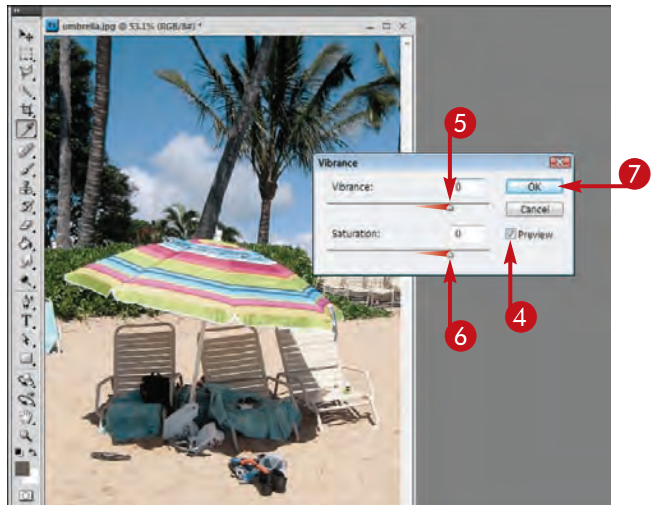 umbrella.jpg @ 53.1% (RGB/8#) *
Vibrance
Vibrance: 0
OK
Cancel
Saturation: 0
Preview
5
7
6
4
T